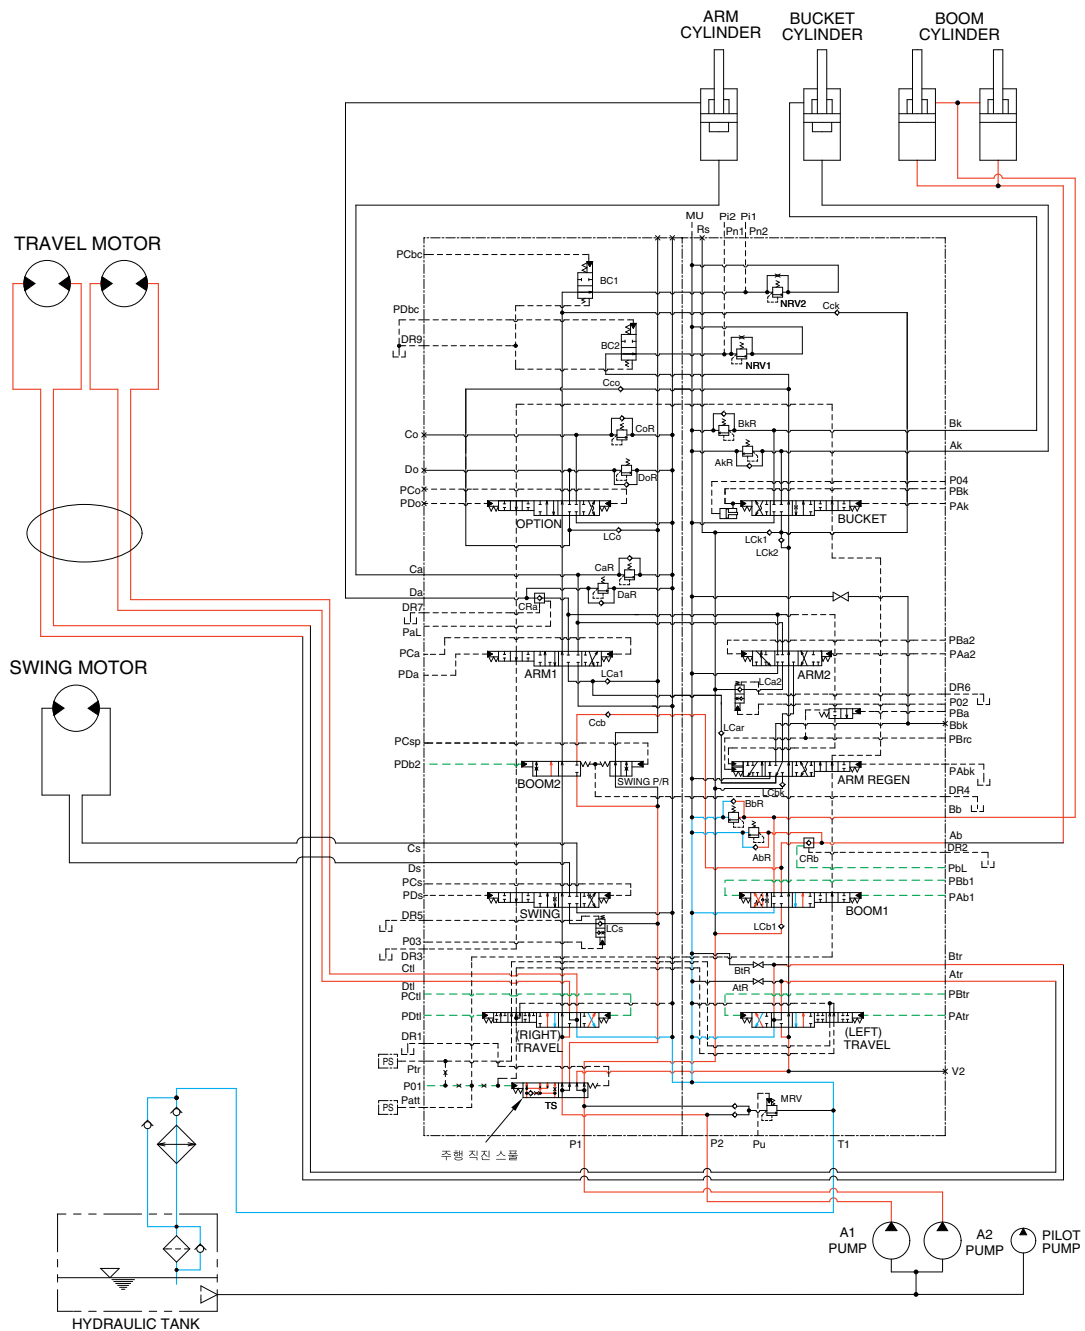 ARM
CYLINDER
BUCKET
CYLINDER
BOOM
CYLINDER
TRAVEL MOTOR
SWING MOTOR
MU
Rs
Pi2
Pi1
Pn1
Pn2
PCbc
BC1
NRV2
Cck
PDbc
DR9
BC2
NRV1
Cco
Co
CoR
BkR
Bk
Ak
AkR
Do
DoR
PCo
PDo
OPTION
LCo
P04
PBk
PAk
BUCKET
LCk1
LCk2
Ca
CaR
Da
DaR
CRa
DR7
PaL
PCa
PDa
ARM1
LCa1
PBa2
PAa2
ARM2
LCa2
DR6
P02
PBa
Bbk
Ccb
LCar
PBrc
PCsp
PDb2
BOOM2
SWING P/R
ARM REGEN
PAbk
LCbk
DR4
BbR
Bb
AbR
CRb
Ab
DR2
PbL
Cs
Ds
PCs
PDs
SWING
PBb1
PAb1
BOOM1
LCb1
DR5
LCs
P03
DR3
Ctl
BtR
Btr
AtR
Atr
Dtl
PCtl
PDtl
PBtr
PAtr
(RIGHT)
TRAVEL
(LEFT)
TRAVEL
DR1
PS
Ptr
P01
Patt
PS
TS
V2
MRV
주행 직진 스풀
P1
P2
Pu
T1
A1
PUMP
A2
PUMP
PILOT
PUMP
HYDRAULIC TANK